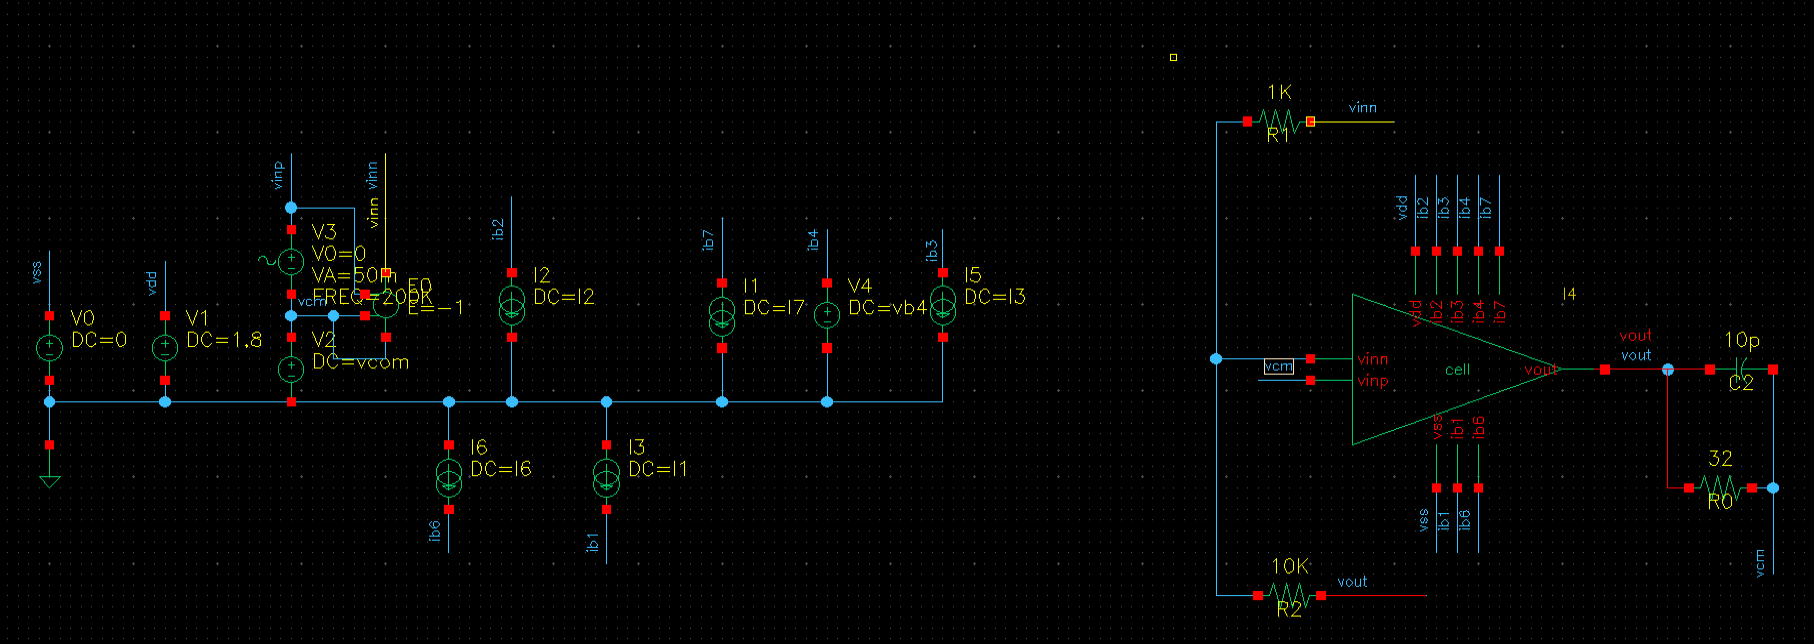 1K
vinn
R1
vinp
vinn
vinn
ib2
vdd
ib2
ib3
ib4
ib7
vss
vdd
V3
V0=0
VA=50m
FREQ=200K
vcm
E0
E=-1
V0
DC=0
V1
DC=1.8
V2
DC=vcom
I2
DC=I2
ib7
I1
DC=I7
ib4
V4
DC=vb4
ib3
I5
DC=I3
I6
DC=I6
ib6
I3
DC=I1
ib1
vdd
ib2
ib3
ib4
ib7
I4
vcm
vinn
vinp
cell
vout
vout
vout
10p
C2
vss
ib1
ib6
32
R0
vss
ib1
ib6
vcm
10K
vout
R2